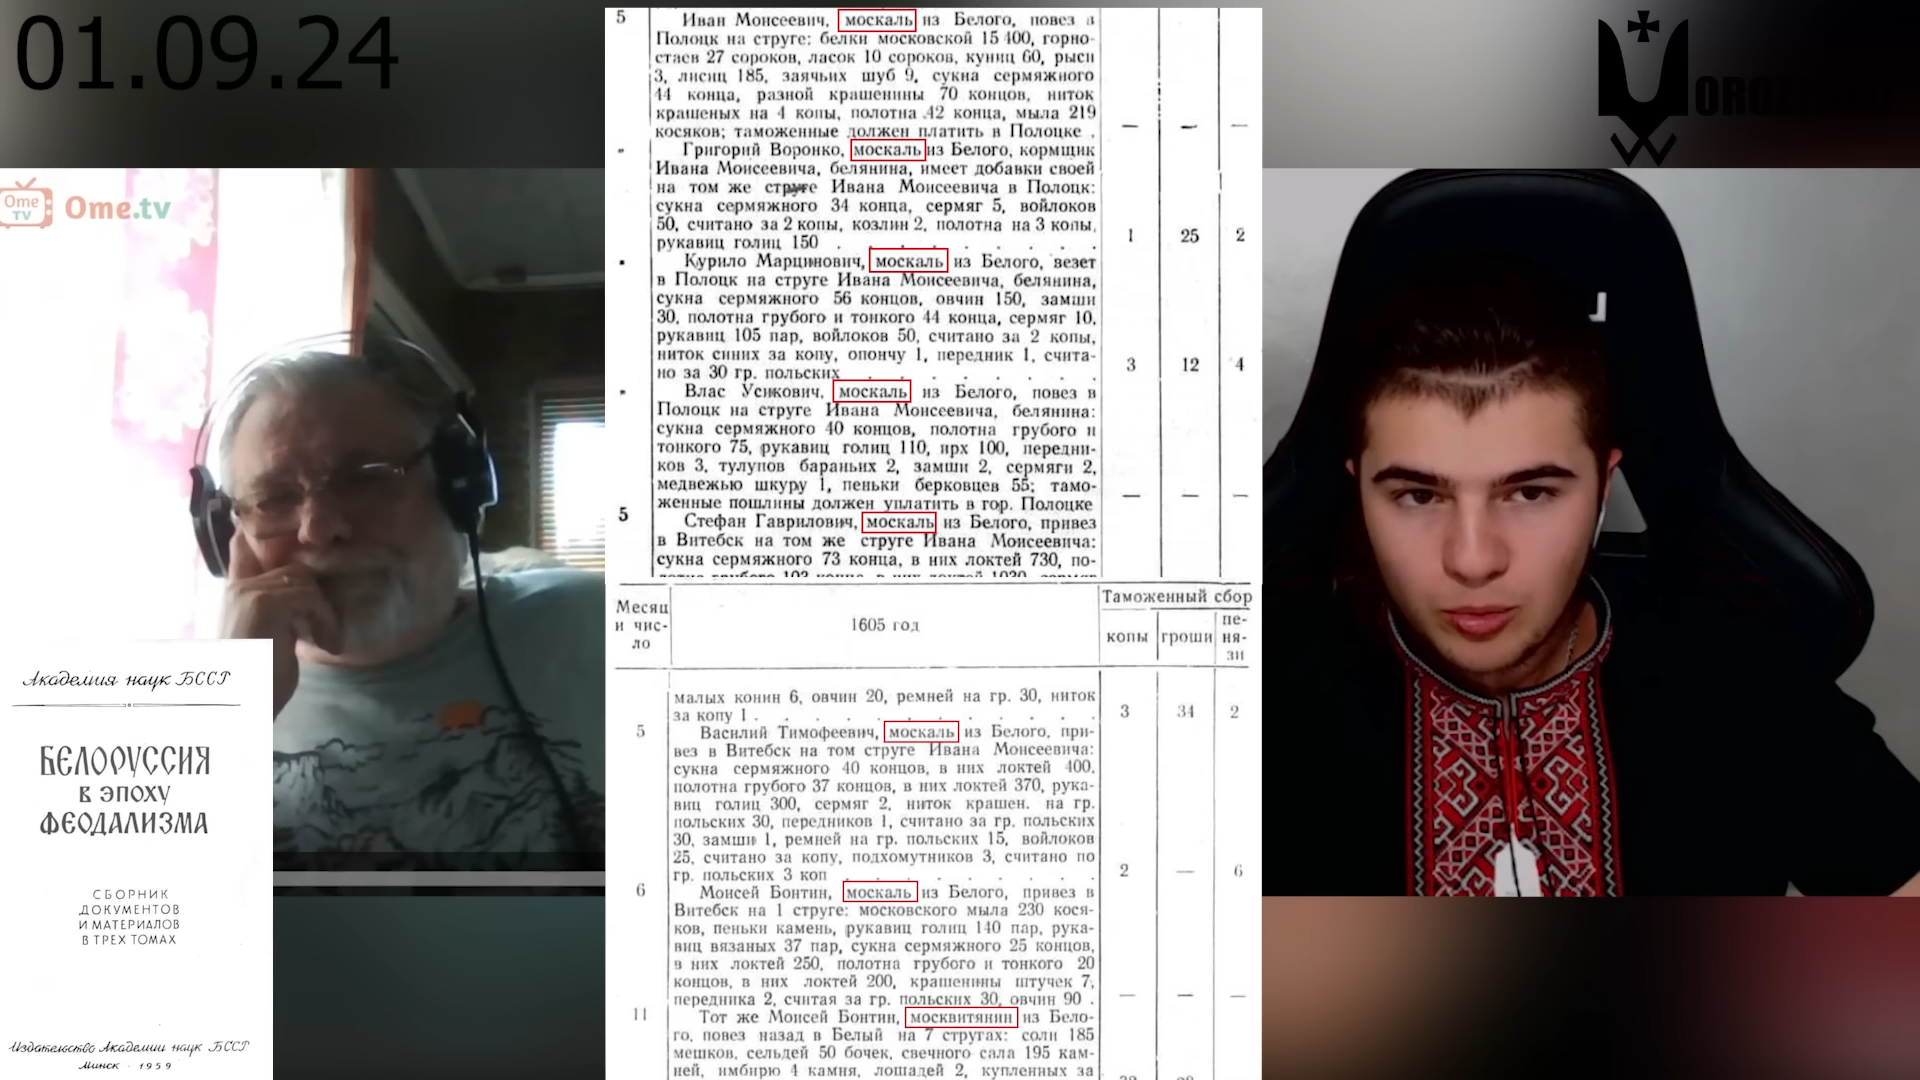 01.09.24
Ome
TV
Ome.tv
Академия наук БССР
БЕЛОРУССИЯ
В ЭПОХУ
ФЕОДАЛИЗМА
СБОРНИК
ДОКУМЕНТОВ
И МАТЕРИАЛОВ
В ТРЕХ ТОМАХ
Издательство Академии наук БССР
Минск - 1959
5 Иван Моисеевич, москаль из Белого, повез в
Полоцк на струге: белки московской 15 400, горно-
стаев 27 сороков, ласок 10 сороков, куниц 60, рыси
3, лисиц 185, заячьих шуб 9, сукна сермяжного
44 конца, разной крашенины 70 концов, ниток
крашеных на 4 копы, полотна 42 конца, мыла 219
косяков; таможенные должен платить в Полоцке . — — —
„ Григорий Воронко, москаль из Белого, кормщик
Ивана Моисеевича, белянина, имеет добавки своей
на том же струге Ивана Моисеевича в Полоцк:
сукна сермяжного 34 конца, сермяг 5, войлоков
50, считано за 2 копы, козлин 2, полотна на 3 копы,
рукавиц голиц 150 . . . . . . . . 1 25 2
Курило Марцинович, москаль из Белого, везет
в Полоцк на струге Ивана Моисеевича, белянина,
сукна сермяжного 56 концов, овчин 150, замши
30, полотна грубого и тонкого 44 конца, сермяг 10,
рукавиц 105 пар, войлоков 50, считано за 2 копы,
ниток синих за копу, опончу 1, передник 1, счита-
но за 30 гр. польских . . . . . . . 3 12 4
„ Влас Усикович, москаль из Белого, повез в
Полоцк на струге Ивана Моисеевича, белянина:
сукна сермяжного 40 концов, полотна грубого и
тонкого 75, рукавиц голиц 110, ирх 100, передни-
ков 3, тулупов бараньих 2, замши 2, сермяги 2,
медвежью шкуру 1, пеньки берковцев 55; тамо-
женные пошлины должен уплатить в гор. Полоцке — — —
5 Стефан Гаврилович, москаль из Белого, привез
в Витебск на том же струге Ивана Моисеевича:
сукна сермяжного 73 конца, в них локтей 730, по-
Месяц
и чис-
ло
1605 год
Таможенный сбор
копы гроши пе-
ня-
зи
малых конин 6, овчин 20, ремней на гр. 30, ниток
за копу 1 . . . . . . . . . . 3 34 2
5 Василий Тимофеевич, москаль из Белого, при-
вез в Витебск на том струге Ивана Моисеевича:
сукна сермяжного 40 концов, в них локтей 400,
полотна грубого 37 концов, в них локтей 370, рука-
виц голиц 300, сермяг 2, ниток крашен. на гр.
польских 30, передников 1, считано за гр. польских
30, замши 1, ремней на гр. польских 15, войлоков
25, считано за копу, подхомутников 3, считано по
гр. польских 3 коп . . . . . . . 2 — 6
6 Моисей Бонтин, москаль из Белого, привез в
Витебск на 1 струге: московского мыла 230 кося-
ков, пеньки камень, рукавиц голиц 140 пар, рука-
виц вязаных 37 пар, сукна сермяжного 25 концов,
в них локтей 250, полотна грубого и тонкого 20
концов, в них локтей 200, крашенины штучек 7,
передника 2, считая за гр. польских 30, овчин 90 . — — —
11 Тот же Моисей Бонтин, москвитянин из Бело-
го, повез назад в Белый на 7 стругах: соли 185
мешков, сельдей 50 бочек, свечного сала 195 кам-
ней, имбирю 4 камня, лошадей 2, купленных за